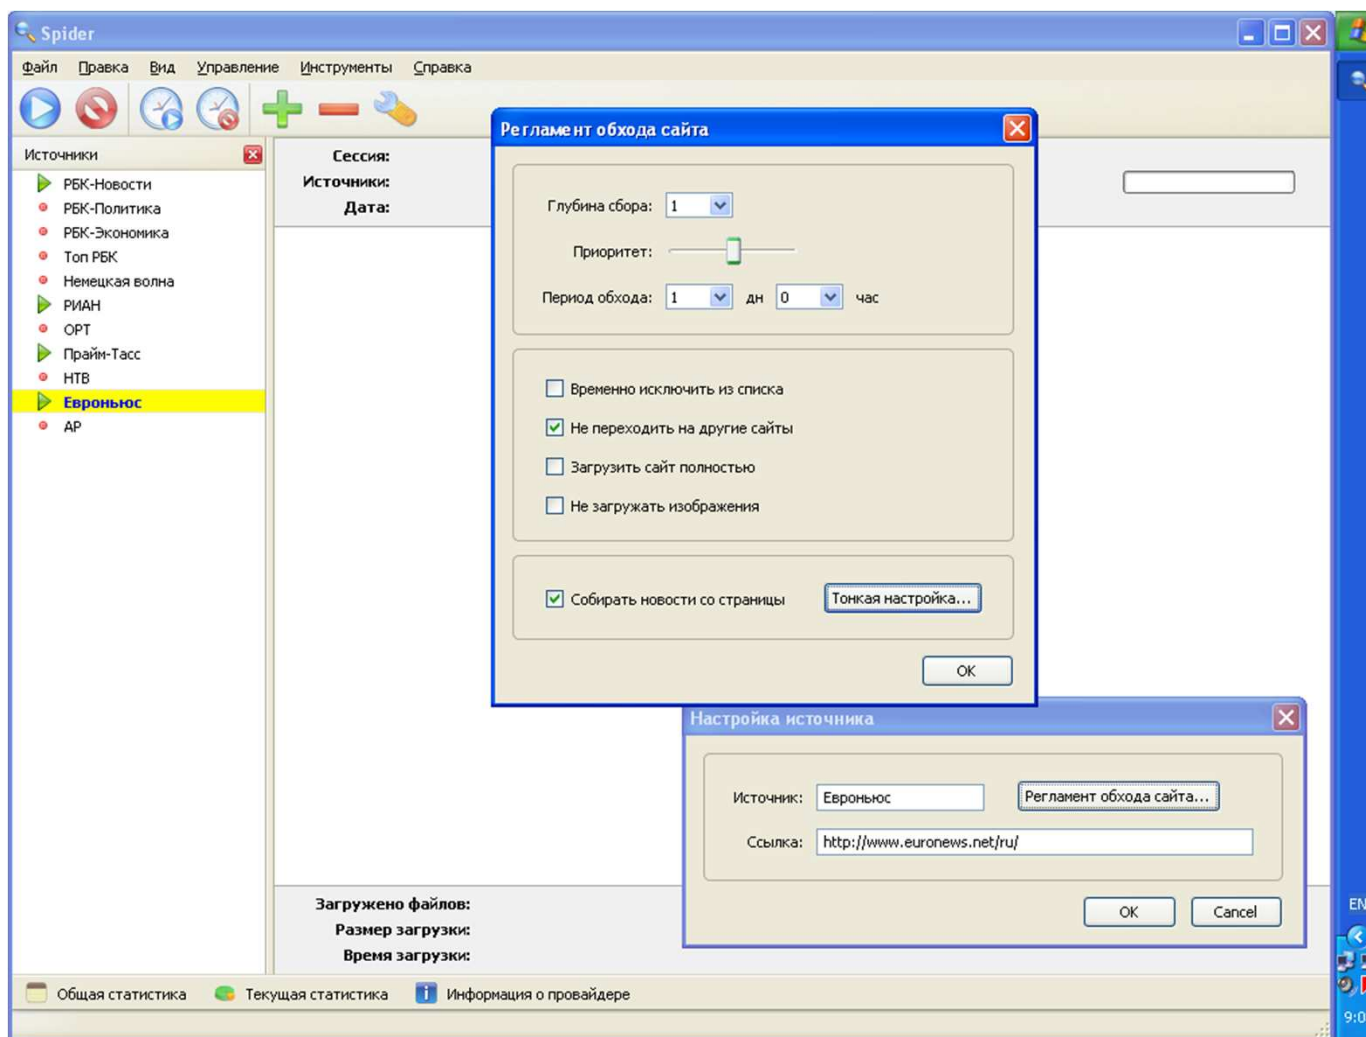 Spider
Файл Правка Вид Управление Инструменты Справка
Источники
РБК-Новости
РБК-Политика
РБК-Экономика
Топ РБК
Немецкая волна
РИАН
ОРТ
Прайм-Тасс
НТВ
Евроньюс
AP
Сессия:
Источники:
Дата:
Регламент обхода сайта
Глубина сбора: 1
Приоритет:
Период обхода: 1 дн 0 час
Временно исключить из списка
Не переходить на другие сайты
Загрузить сайт полностью
Не загружать изображения
Собирать новости со страницы Тонкая настройка...
OK
Настройка источника
Источник: Евроньюс Регламент обхода сайта...
Ссылка: http://www.euronews.net/ru/
OK Cancel
Загружено файлов:
Размер загрузки:
Время загрузки:
Общая статистика Текущая статистика Информация о провайдере
EN